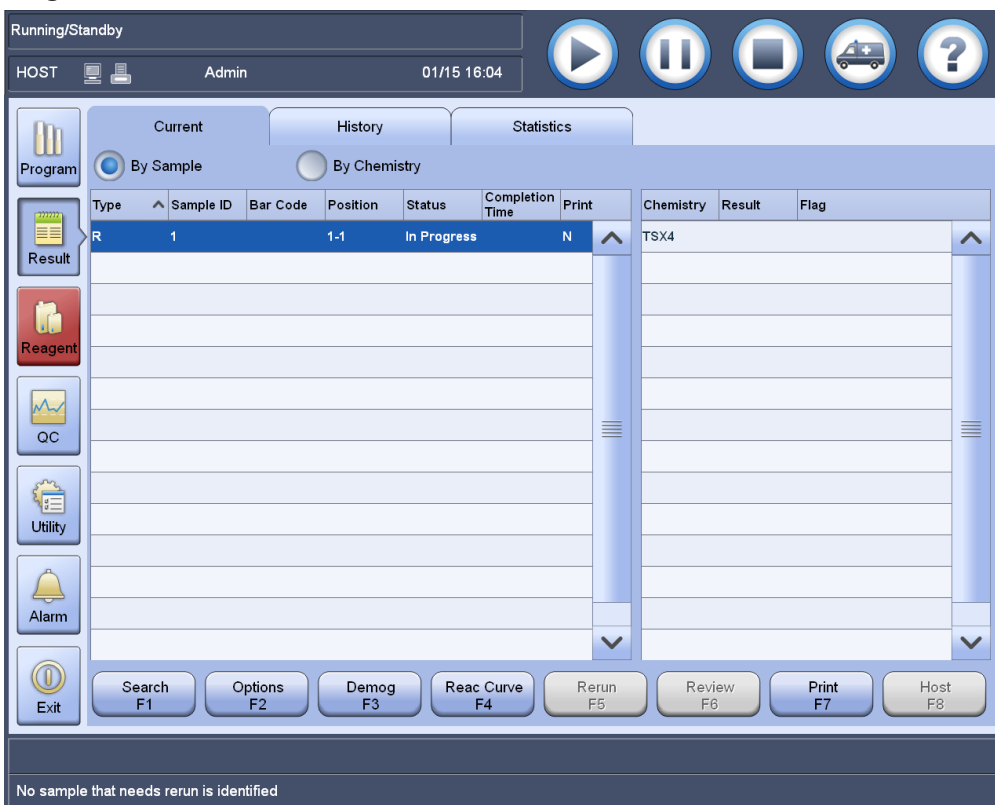 Running/Standby
HOST Admin 01/15 16:04
?
Program
Result
Reagent
QC
Utility
Alarm
Exit
Current History Statistics
By Sample By Chemistry
Type Sample ID Bar Code Position Status Completion Time Print
R 1 1-1 In Progress N
Chemistry Result Flag
TSX4
Search F1
Options F2
Demog F3
Reac Curve F4
Rerun F5
Review F6
Print F7
Host F8
No sample that needs rerun is identified